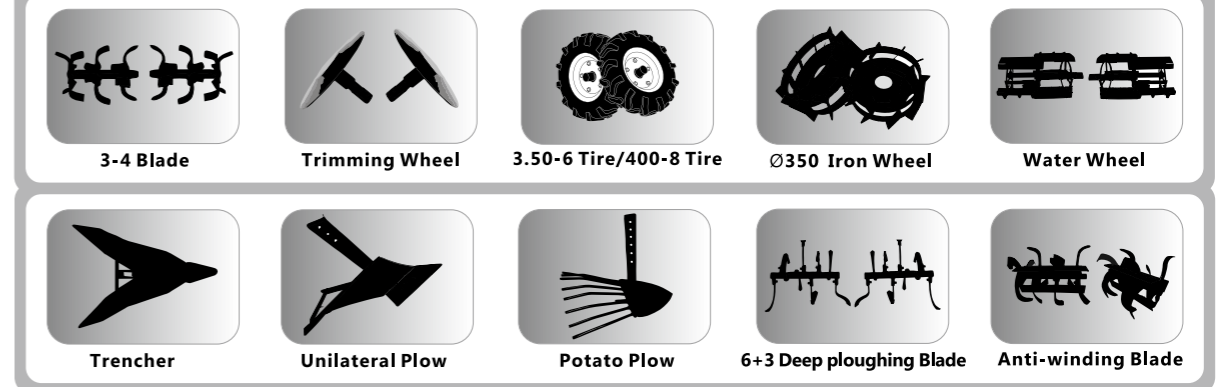 3-4 Blade
Trimming Wheel
3.50-6 Tire/400-8 Tire
Ø350 Iron Wheel
Water Wheel
Trencher
Unilateral Plow
Potato Plow
6+3 Deep ploughing Blade
Anti-winding Blade